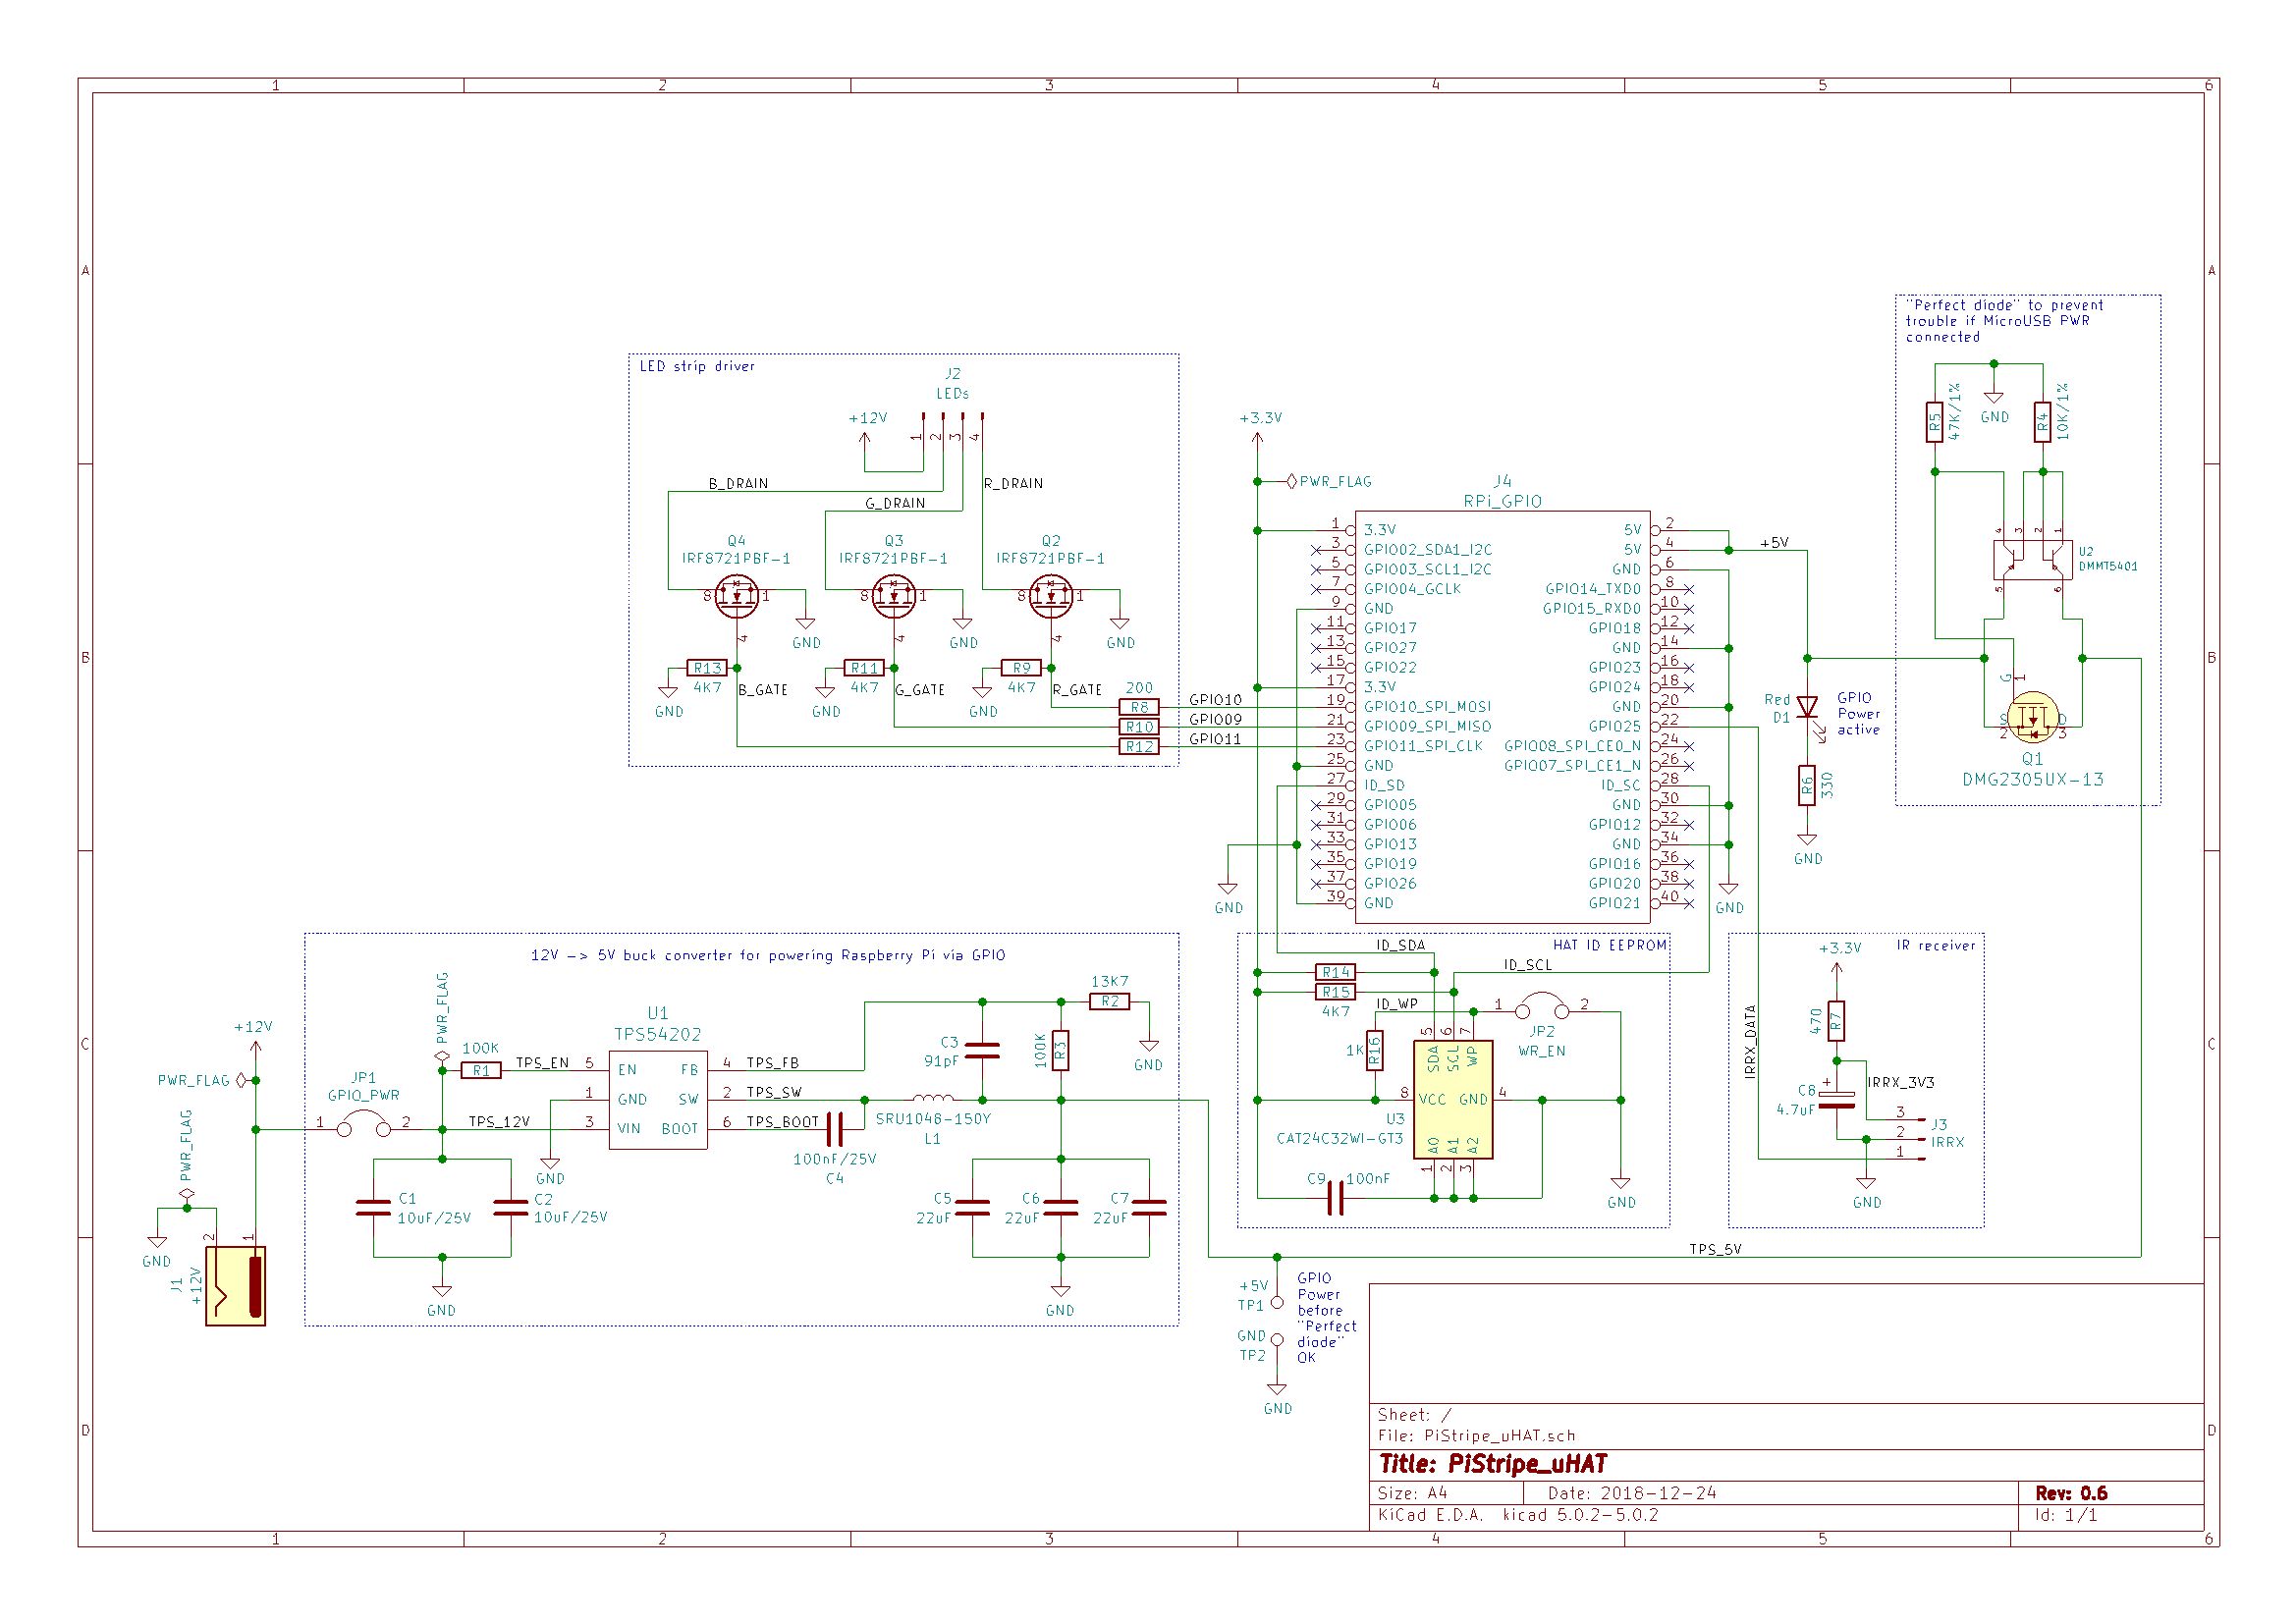 1 2 3 4 5 6
A
A
"Perfect diode" to prevent
trouble if MicroUSB PWR
connected
R5
47K/1%
GND
R4
10K/1%
4 3 2 1
U2
DMMT5401
5 6
G 1
S 2
D 3
Q1
DMG2305UX-13
LED strip driver
J2
LEDs
+12V
1 2 3 4
B_DRAIN
G_DRAIN
R_DRAIN
Q4
IRF8721PBF-1
Q3
IRF8721PBF-1
Q2
IRF8721PBF-1
8 1 4
8 1 4
8 1 4
GND
GND
GND
R13
4K7
R11
4K7
R9
4K7
B_GATE
G_GATE
R_GATE
GND
GND
GND
200
R8
R10
R12
GPIO10
GPIO09
GPIO11
B
B
+3.3V
PWR_FLAG
J4
RPi_GPIO
1 3.3V 5V 2
3 GPIO02_SDA1_I2C 5V 4
5 GPIO03_SCL1_I2C GND 6
7 GPIO04_GCLK GPIO14_TXD0 8
9 GND GPIO15_RXD0 10
11 GPIO17 GPIO18 12
13 GPIO27 GND 14
15 GPIO22 GPIO23 16
17 3.3V GPIO24 18
19 GPIO10_SPI_MOSI GND 20
21 GPIO09_SPI_MISO GPIO25 22
23 GPIO11_SPI_CLK GPIO08_SPI_CE0_N 24
25 GND GPIO07_SPI_CE1_N 26
27 ID_SD ID_SC 28
29 GPIO05 GND 30
31 GPIO06 GPIO12 32
33 GPIO13 GND 34
35 GPIO19 GPIO16 36
37 GPIO26 GPIO20 38
39 GND GPIO21 40
GND
GND
+5V
Red
D1
GPIO
Power
active
R6
330
GND
12V -> 5V buck converter for powering Raspberry Pi via GPIO
+12V
PWR_FLAG
PWR_FLAG
GND
2 1
J1
+12V
JP1
GPIO_PWR
1 2
PWR_FLAG
100K
R1
TPS_EN
TPS_12V
U1
TPS54202
5 EN FB 4
1 GND SW 2
3 VIN BOOT 6
TPS_FB
TPS_SW
TPS_BOOT
GND
C1
10uF/25V
C2
10uF/25V
GND
100nF/25V
C4
SRU1048-150Y
L1
C3
91pF
100K
R3
13K7
R2
GND
C5
22uF
C6
22uF
C7
22uF
GND
C
C
HAT ID EEPROM
ID_SDA
ID_SCL
R14
R15
4K7
ID_WP
1 2
JP2
WR_EN
1K
R16
5 6 7
SDA SCL WP
8 VCC GND 4
U3
CAT24C32WI-GT3
A0 A1 A2
1 2 3
C9
100nF
GND
IR receiver
+3.3V
470
R7
IRRX_DATA
C8
4.7uF
+
IRRX_3V3
3
2
1
J3
IRRX
GND
TPS_5V
+5V
TP1
GND
TP2
GND
GPIO
Power
before
"Perfect
diode"
OK
D
D
Sheet: /
File: PiStripe_uHAT.sch
Title: PiStripe_uHAT
Size: A4 Date: 2018-12-24 Rev: 0.6
KiCad E.D.A. kicad 5.0.2-5.0.2 Id: 1/1
1 2 3 4 5 6